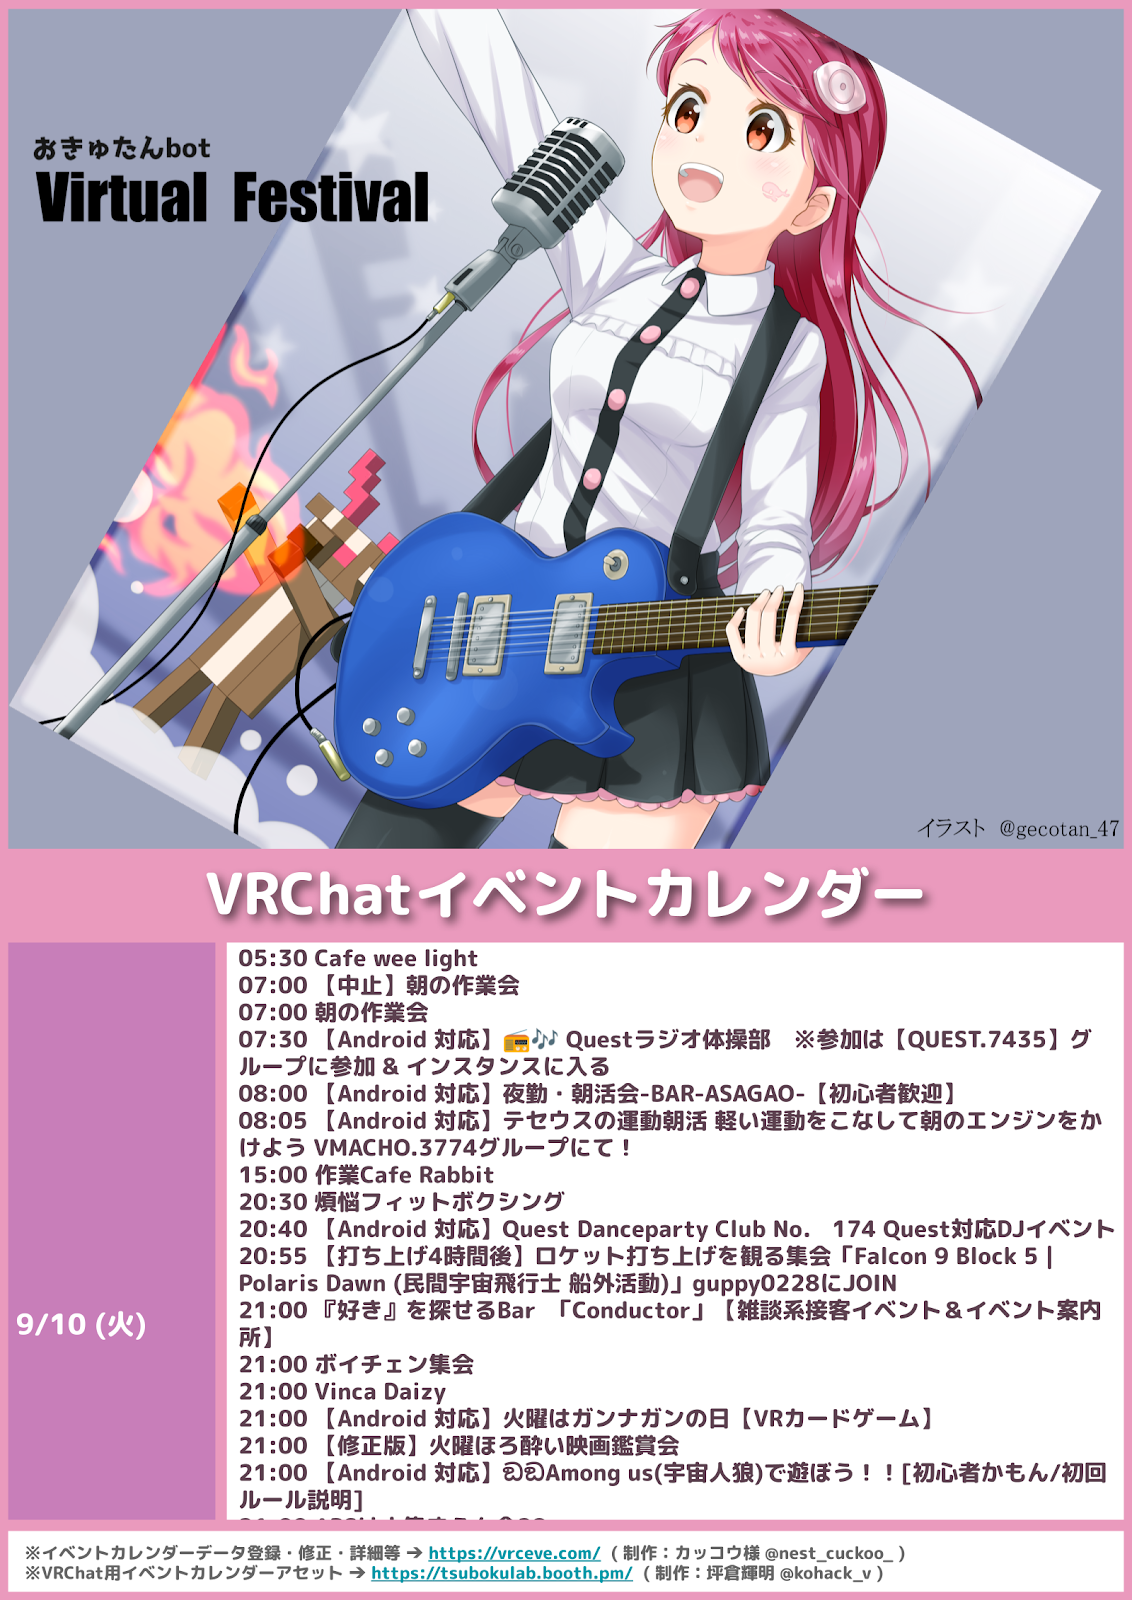 おきゅたんbot
Virtual Festival
イラスト @gecotan_47
VRChatイベントカレンダー
9/10 (火)
05:30 Cafe wee light
07:00 【中止】朝の作業会
07:00 朝の作業会
07:30 【Android 対応】📻🎶 Questラジオ体操部　※参加は【QUEST.7435】グ
ループに参加 & インスタンスに入る
08:00 【Android 対応】夜勤・朝活会-BAR-ASAGAO-【初心者歓迎】
08:05 【Android 対応】テセウスの運動朝活 軽い運動をこなして朝のエンジンをか
けよう VMACHO.3774グループにて！
15:00 作業Cafe Rabbit
20:30 煩悩フィットボクシング
20:40 【Android 対応】Quest Danceparty Club No.　174 Quest対応DJイベント
20:55 【打ち上げ4時間後】ロケット打ち上げを観る集会「Falcon 9 Block 5 |
Polaris Dawn (民間宇宙飛行士 船外活動)」guppy0228にJOIN
21:00 『好き』を探せるBar　「Conductor」【雑談系接客イベント＆イベント案内
所】
21:00 ボイチェン集会
21:00 Vinca Daizy
21:00 【Android 対応】火曜はガンナガンの日【VRカードゲーム】
21:00 【修正版】火曜ほろ酔い映画鑑賞会
21:00 【Android 対応】ඞඞAmong us(宇宙人狼)で遊ぼう！！[初心者かもん/初回
ルール説明]
※イベントカレンダーデータ登録・修正・詳細等 → https://vrceve.com/ ( 制作：カッコウ様 @nest_cuckoo_ )
※VRChat用イベントカレンダーアセット → https://tsubokulab.booth.pm/ ( 制作：坪倉輝明 @kohack_v )